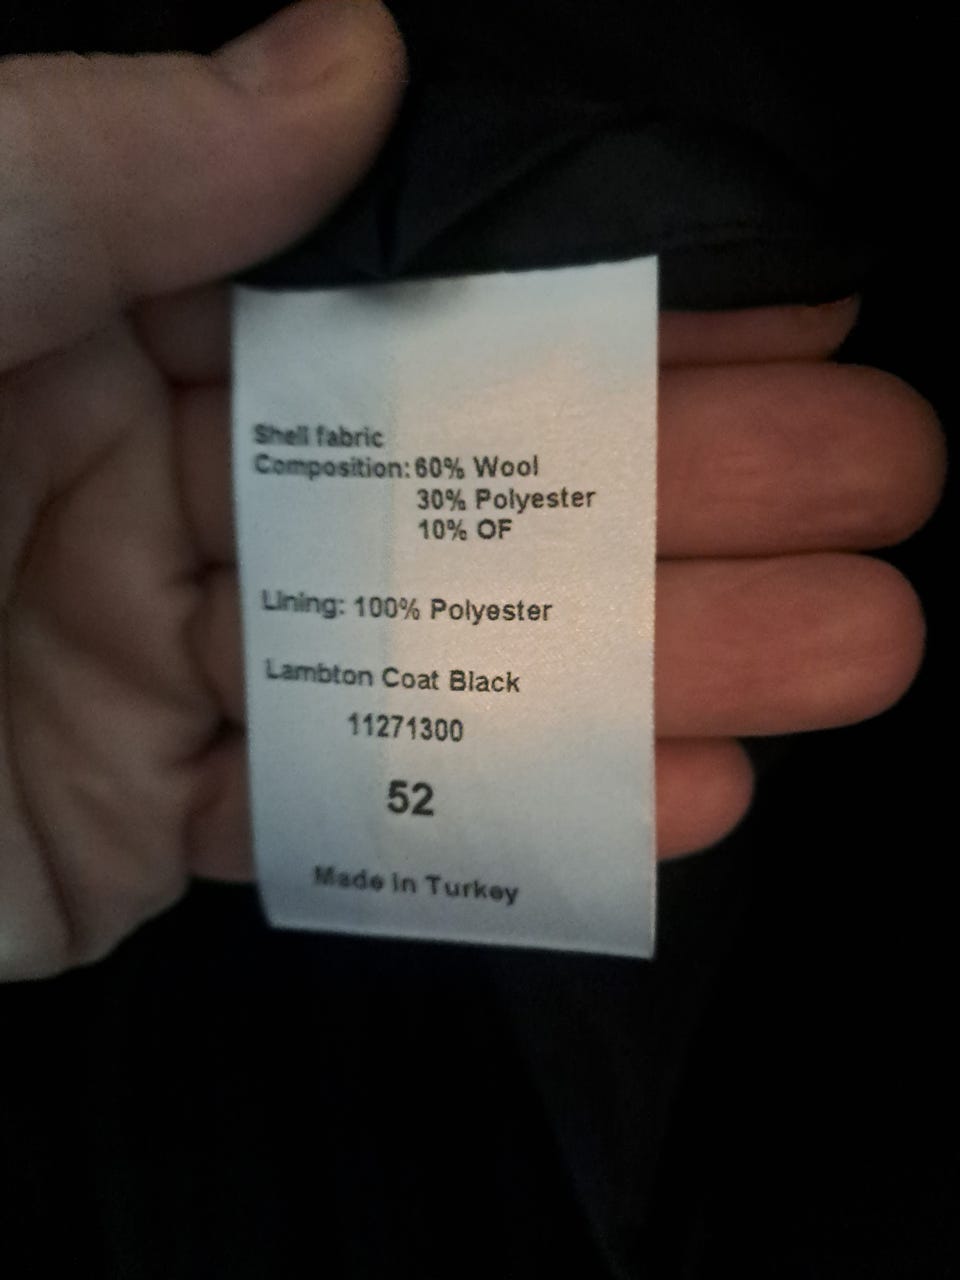 Shell fabric
Composition: 60% Wool
30% Polyester
10% OF
Lining: 100% Polyester
Lambton Coat Black
11271300
52
Made in Turkey